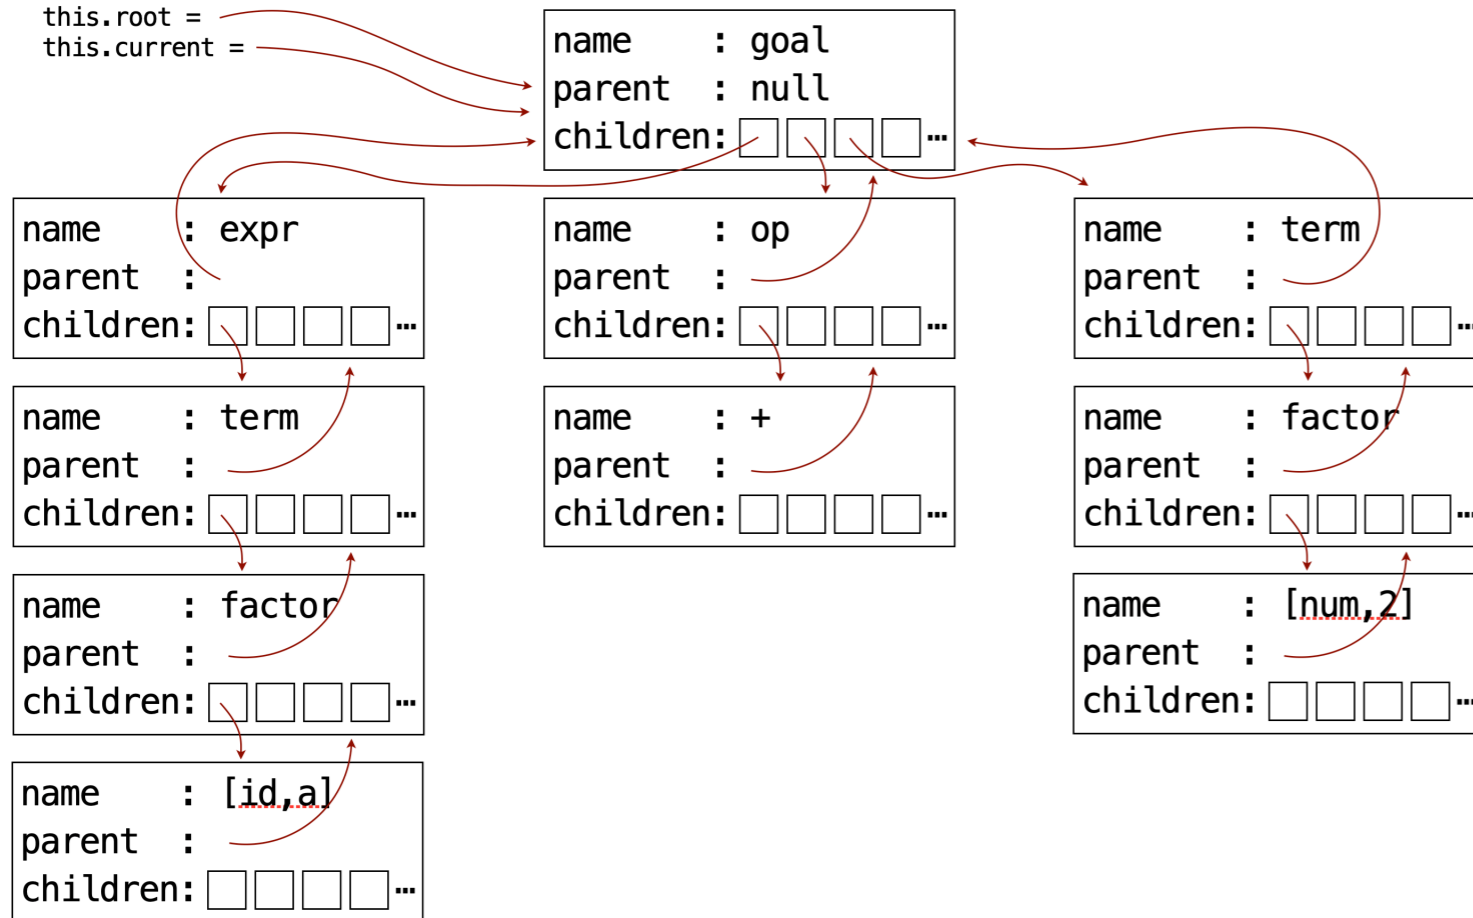 this.root =
this.current =
name : goal
parent : null
children: …
name : expr
parent :
children: …
name : op
parent :
children: …
name : term
parent :
children: …
name : term
parent :
children: …
name : +
parent :
children: …
name : factor
parent :
children: …
name : factor
parent :
children: …
name : [num,2]
parent :
children: …
name : [id,a]
parent :
children: …